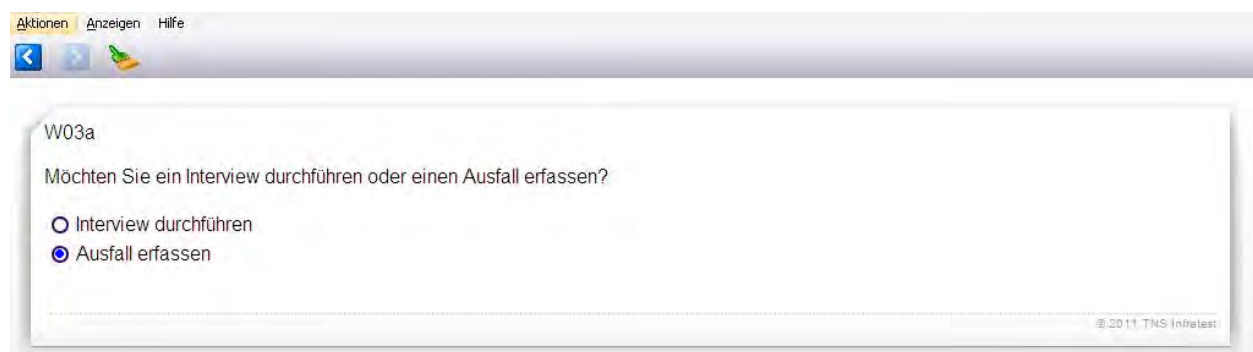 Aktionen Anzeigen Hilfe
W03a
Möchten Sie ein Interview durchführen oder einen Ausfall erfassen?
Interview durchführen
Ausfall erfassen
© 2011 TNS Infratest